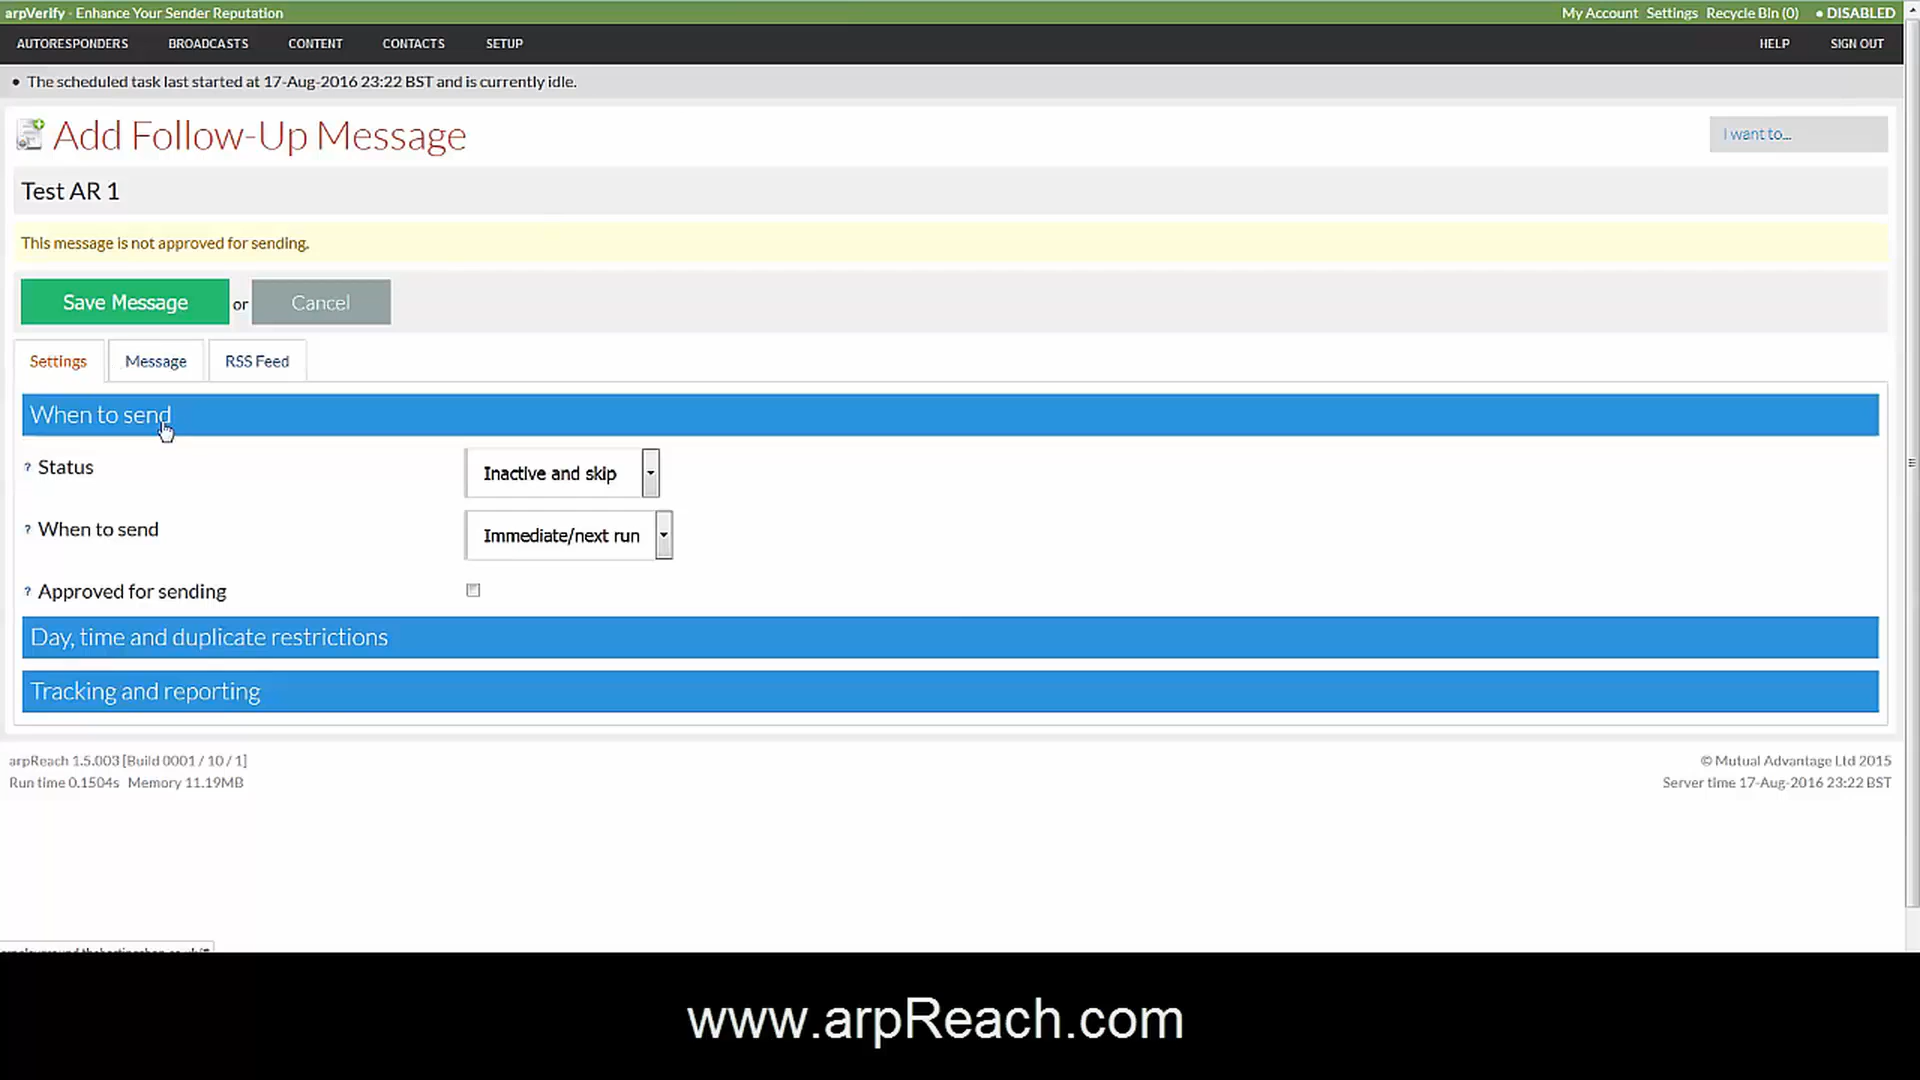 arpVerify - Enhance Your Sender Reputation
My Account Settings Recycle Bin (0) • DISABLED
AUTORESPONDERS BROADCASTS CONTENT CONTACTS SETUP HELP SIGN OUT
• The scheduled task last started at 17-Aug-2016 23:22 BST and is currently idle.
Add Follow-Up Message
I want to...
Test AR 1
This message is not approved for sending.
Save Message or Cancel
Settings Message RSS Feed
When to send
? Status Inactive and skip
? When to send Immediate/next run
? Approved for sending
Day, time and duplicate restrictions
Tracking and reporting
arpReach 1.5.003 [Build 0001 / 10 / 1]
© Mutual Advantage Ltd 2015
Run time 0.1504s Memory 11.19MB
Server time 17-Aug-2016 23:22 BST
www.arpReach.com